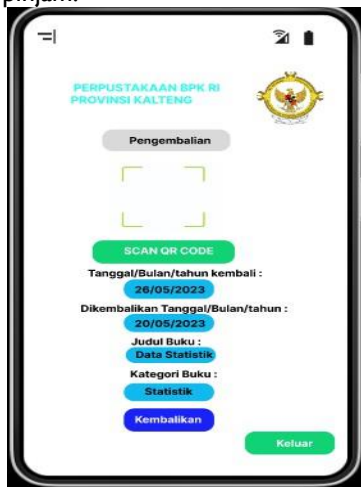 pinjam.
PERPUSTAKAAN BPK RI
PROVINSI KALTENG
Pengembalian
SCAN QR CODE
Tanggal/Bulan/tahun kembali :
26/05/2023
Dikembalikan Tanggal/Bulan/tahun :
20/05/2023
Judul Buku :
Data Statistik
Kategori Buku :
Statistik
Kembalikan
Keluar